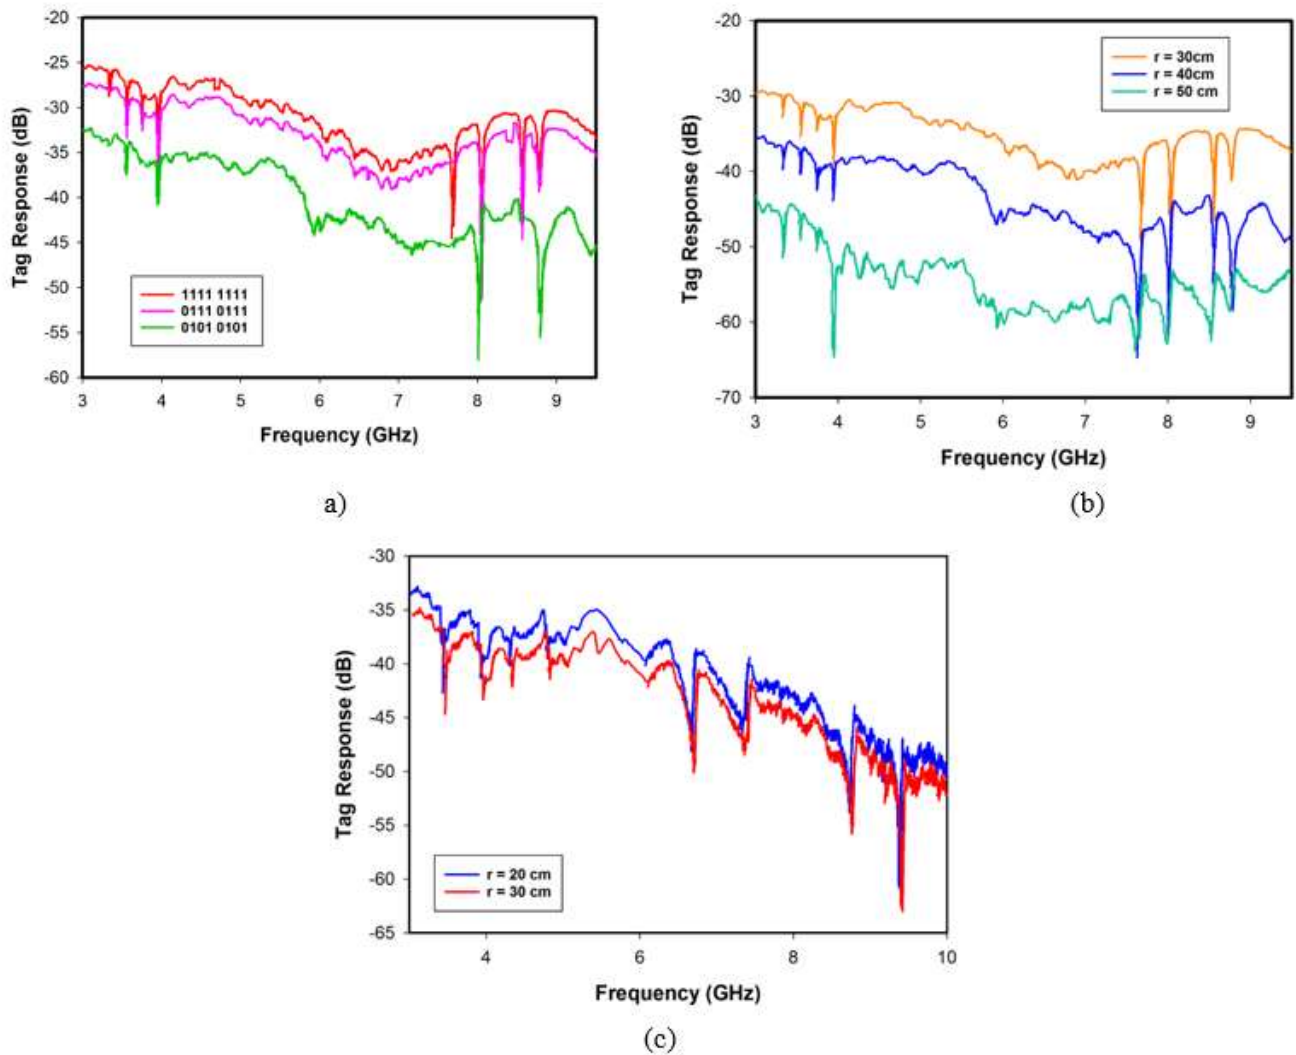 -20
-25
-30
-35
-40
-45
-50
-55
-60
Tag Response (dB)
1111 1111
0111 0111
0101 0101
3 4 5 6 7 8 9
Frequency (GHz)
a)
-20
-30
-40
-50
-60
-70
Tag Response (dB)
r = 30cm
r = 40cm
r = 50 cm
3 4 5 6 7 8 9
Frequency (GHz)
(b)
-30
-35
-40
-45
-50
-55
-60
-65
Tag Response (dB)
r = 20 cm
r = 30 cm
4 6 8 10
Frequency (GHz)
(c)